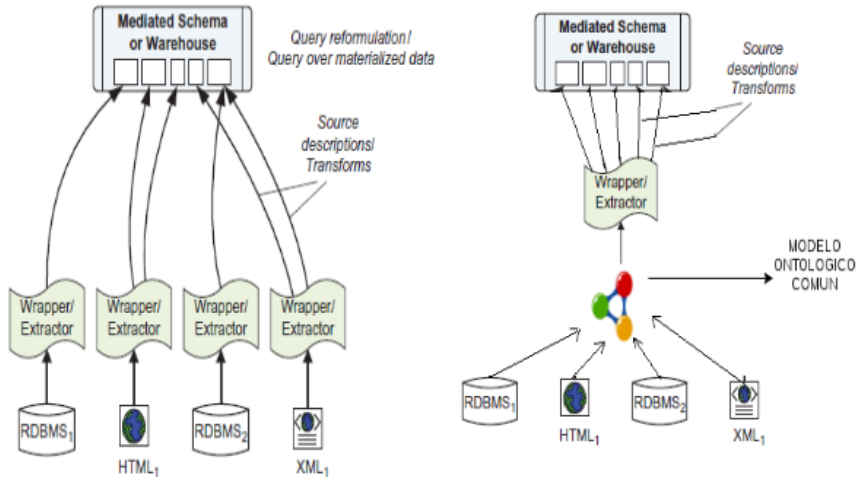 Mediated Schema
or Warehouse
Query reformulation/
Query over materialized data
Source
descriptions/
Transforms
Wrapper/
Extractor
Wrapper/
Extractor
Wrapper/
Extractor
Wrapper/
Extractor
RDBMS1
HTML1
RDBMS2
XML1
Mediated Schema
or Warehouse
Source
descriptions/
Transforms
Wrapper/
Extractor
MODELO
ONTOLOGICO
COMUN
RDBMS1
HTML1
RDBMS2
XML1